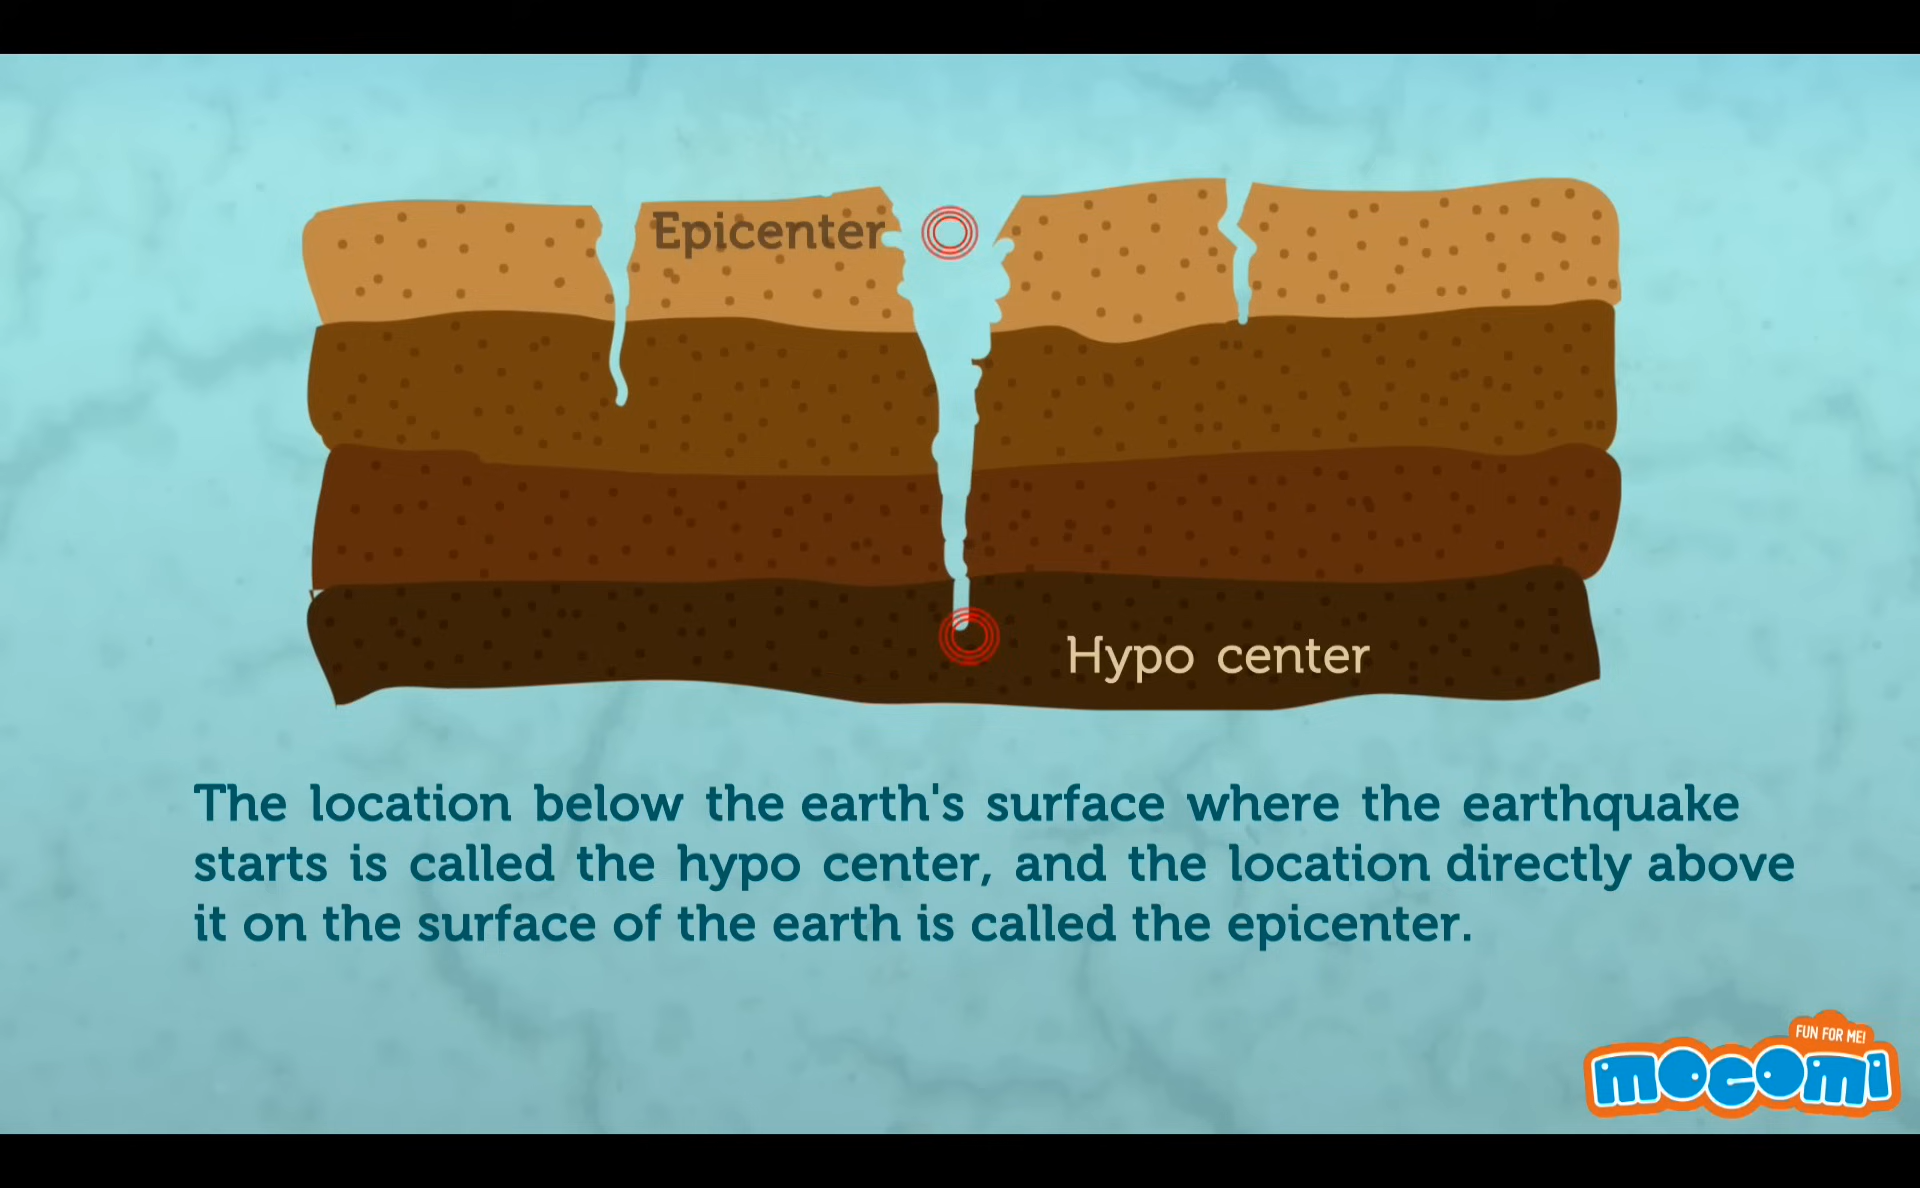 Epicenter
Hypo center
The location below the earth's surface where the earthquake
starts is called the hypo center, and the location directly above
it on the surface of the earth is called the epicenter.
FUN FOR ME!
mocomi